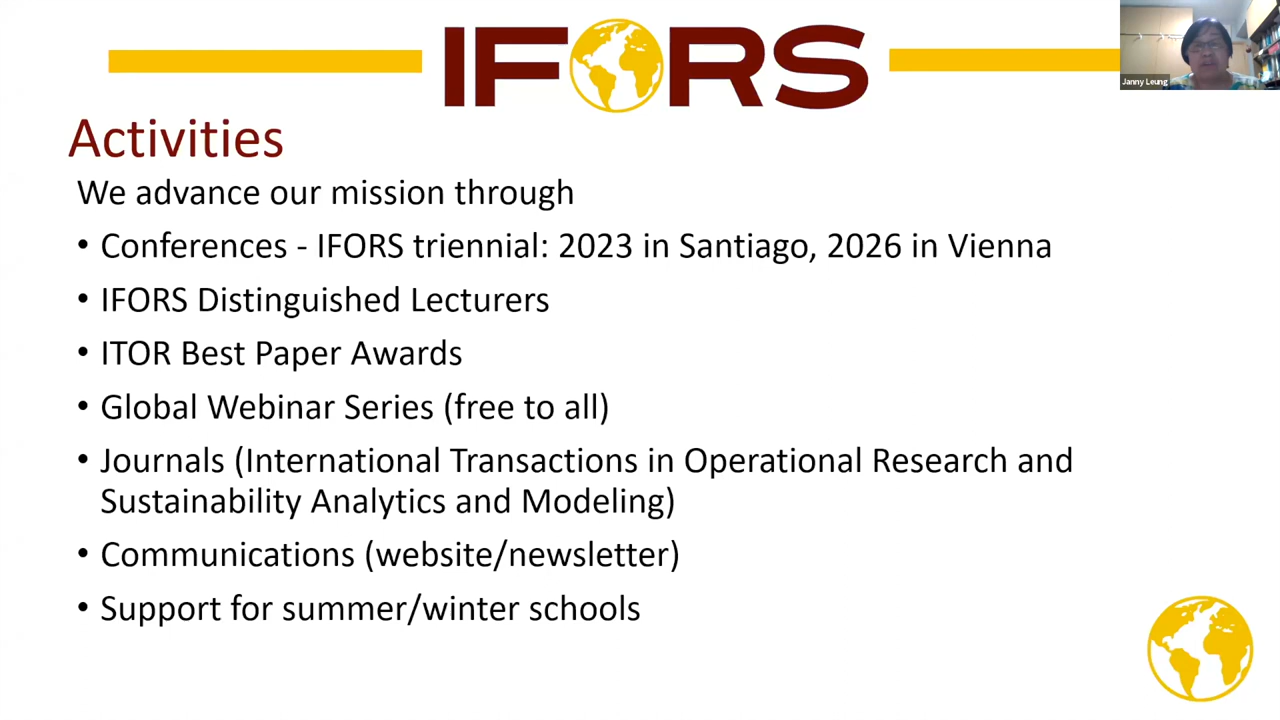 IFORS
Janny Leung
Activities
We advance our mission through
• Conferences - IFORS triennial: 2023 in Santiago, 2026 in Vienna
• IFORS Distinguished Lecturers
• ITOR Best Paper Awards
• Global Webinar Series (free to all)
• Journals (International Transactions in Operational Research and
Sustainability Analytics and Modeling)
• Communications (website/newsletter)
• Support for summer/winter schools